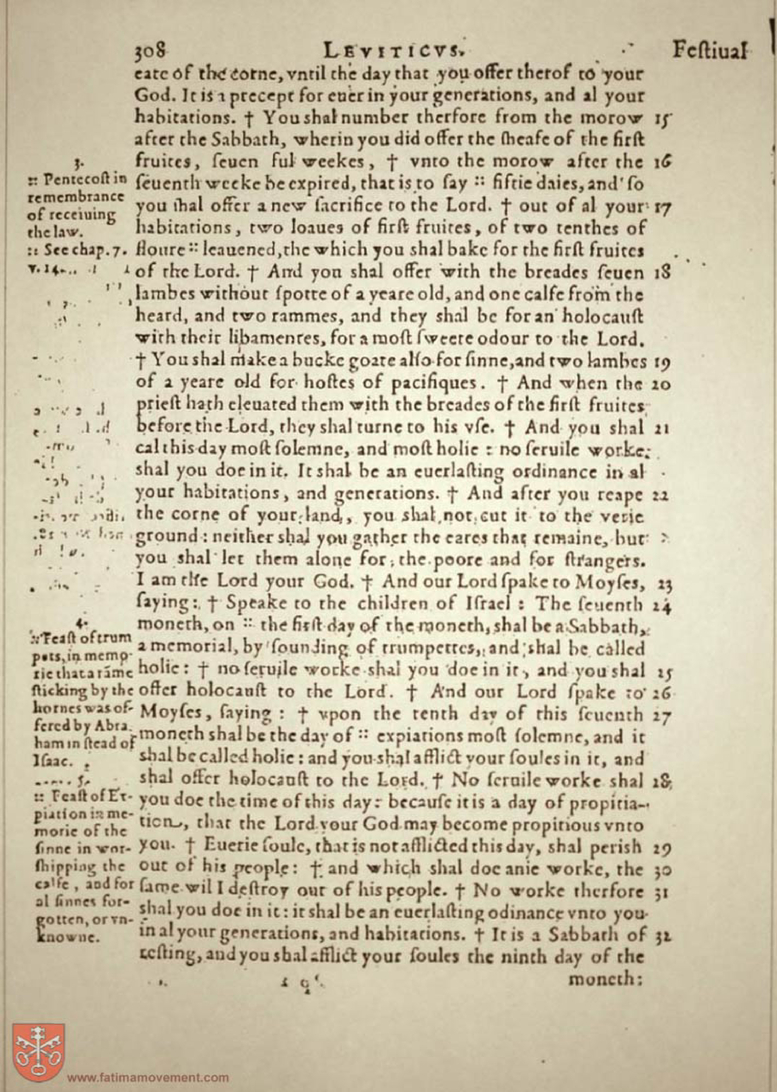 308
LEVITICVS.
Festiual
eate of the corne, vntil the day that you offer therof to your
God. It is a precept for euer in your generations, and al your
habitations. † You shal number therfore from the morow 15
after the Sabbath, wherin you did offer the sheafe of the first
fruites, seuen ful weekes, † vnto the morow after the 16
seuenth weeke be expired, that is to say :: fiftie daies, and so
you shal offer a new sacrifice to the Lord. † out of al your 17
habitations, two loaues of first fruites, of two tenthes of
floure :: leauened, the which you shal bake for the first fruites
of the Lord. † And you shal offer with the breades seuen 18
lambes without spotte of a yeare old, and one calfe from the
heard, and two rammes, and they shal be for an holocaust
with their libamentes, for a most sweete odour to the Lord.
† You shal make a bucke goate also for sinne, and two lambes 19
of a yeare old for hostes of pacifiques. † And when the 20
priest hath eleuated them with the breades of the first fruites
before the Lord, they shal turne to his vse. † And you shal 21
cal this day most solemne, and most holie : no seruile worke
shal you doe in it. It shal be an euerlasting ordinance in al
your habitations, and generations. † And after you reape 22
the corne of your land, you shal not cut it to the verie
ground : neither shal you gather the eares that remaine, but
you shal let them alone for the poore and for strangers.
I am the Lord your God. † And our Lord spake to Moyses, 23
saying : † Speake to the children of Israel : The seuenth 24
moneth, on :: the first day of the moneth, shal be a Sabbath,
a memorial, by sounding of trumpettes, and shal be called
holie : † no seruile worke shal you doe in it, and you shal 25
offer holocaust to the Lord. † And our Lord spake to 26
Moyses, saying : † vpon the tenth day of this seuenth 27
moneth shal be the day of :: expiations most solemne, and it
shal be called holie : and you shal afflict your soules in it, and
shal offer holocaust to the Lord. † No seruile worke shal 28
you doe the time of this day : because it is a day of propitia-
tion, that the Lord your God may become propitious vnto
you. † Euerie soule, that is not afflicted this day, shal perish 29
out of his people : † and which shal doe anie worke, the 30
same wil I destroy out of his people. † No worke therfore 31
shal you doe in it : it shal be an euerlasting odinance vnto you
in al your generations, and habitations. † It is a Sabbath of 32
resting, and you shal afflict your soules the ninth day of the
moneth:
3.
:: Pentecost in
remembrance
of receiuing
the law.
:: See chap. 7.
v. 14.
4.
:: Feast of trum
pets, in memo-
rie that a ramē
sticking by the
hornes was of-
fered by Abra.
ham in stead of
Isaac.
5.
:: Feast of Ex-
piation in me-
morie of the
sinne in wor-
shipping the
calfe, and for
al sinnes for-
gotten, or vn-
knowne.
www.fatimamovement.com